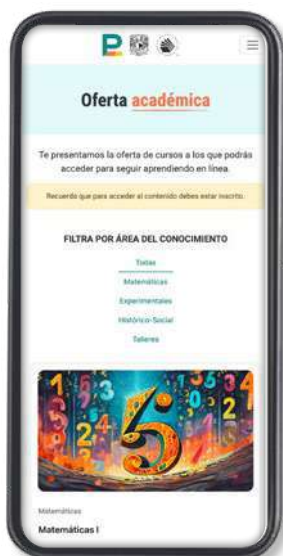 P
Oferta académica
Te presentamos la oferta de cursos a los que podrás
acceder para seguir aprendiendo en línea.
Recuerda que para acceder al contenido debes estar inscrito.
FILTRA POR ÁREA DEL CONOCIMIENTO
Todas
Matemáticas
Experimentales
Histórico-Social
Talleres
5
Matemáticas
Matemáticas I